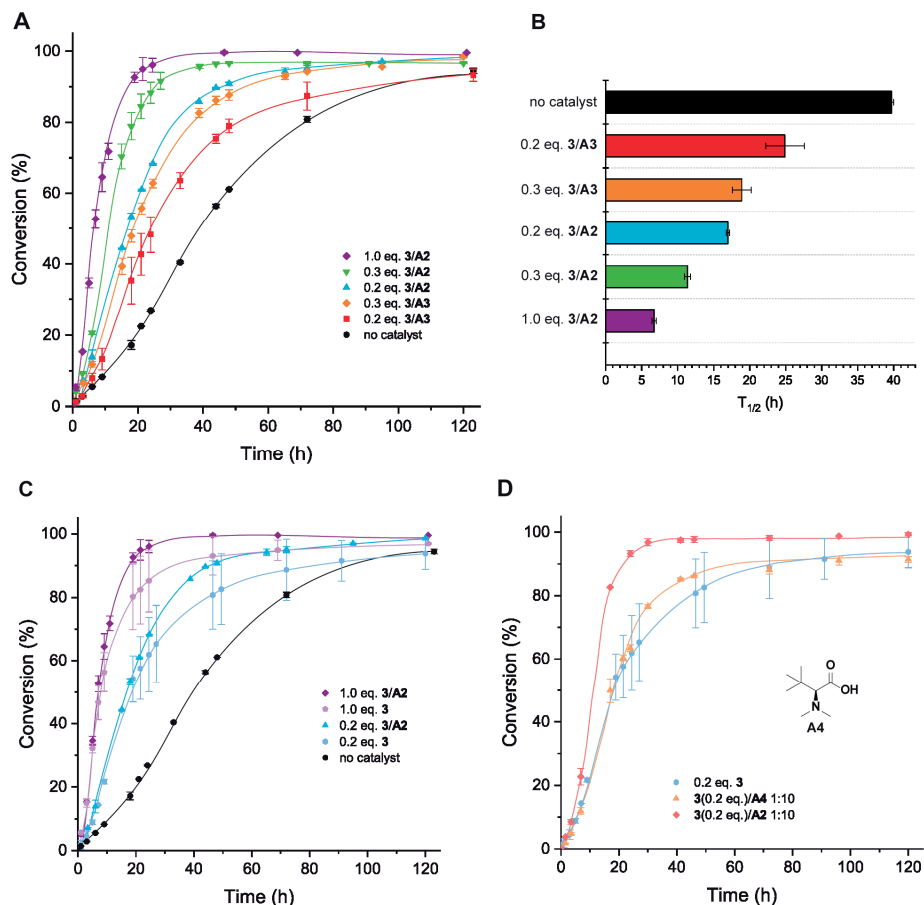 A
Conversion (%)
100
80
60
40
20
0
0 20 40 60 80 100 120
Time (h)
1.0 eq. 3/A2
0.3 eq. 3/A2
0.2 eq. 3/A2
0.3 eq. 3/A3
0.2 eq. 3/A3
no catalyst
B
no catalyst
0.2 eq. 3/A3
0.3 eq. 3/A3
0.2 eq. 3/A2
0.3 eq. 3/A2
1.0 eq. 3/A2
0 5 10 15 20 25 30 35 40
T1/2 (h)
C
Conversion (%)
100
80
60
40
20
0
0 20 40 60 80 100 120
Time (h)
1.0 eq. 3/A2
1.0 eq. 3
0.2 eq. 3/A2
0.2 eq. 3
no catalyst
D
Conversion (%)
100
80
60
40
20
0
0 20 40 60 80 100 120
Time (h)
O
OH
N
A4
0.2 eq. 3
3(0.2 eq.)/A4 1:10
3(0.2 eq.)/A2 1:10